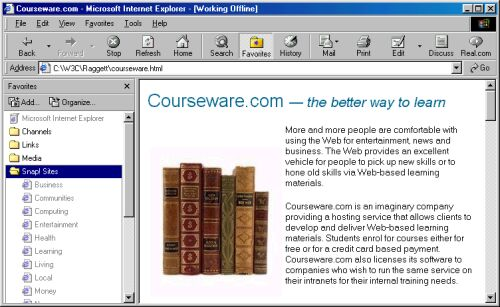 Courseware.com - Microsoft Internet Explorer - [Working Offline]
File Edit View Favorites Tools Help
Back Forward Stop Refresh Home Search Favorites History Mail Print Edit Discuss Real.com
Address C:\W3C\Raggett\courseware.html Go
Favorites
Add... Organize...
Microsoft Internet Explorer
Channels
Links
Media
Snap! Sites
Business
Communities
Computing
Entertainment
Health
Learning
Living
Local
Money
Courseware.com — the better way to learn
More and more people are comfortable with
using the Web for entertainment, news and
business. The Web provides an excellent
vehicle for people to pick up new skills or to
hone old skills via Web-based learning
materials.
Courseware.com is an imaginary company
providing a hosting service that allows clients to
develop and deliver Web-based learning
materials. Students enrol for courses either for
free or for a credit card based payment.
Courseware.com also licenses its software to
companies who wish to run the same service on
their intranets for their internal training needs.